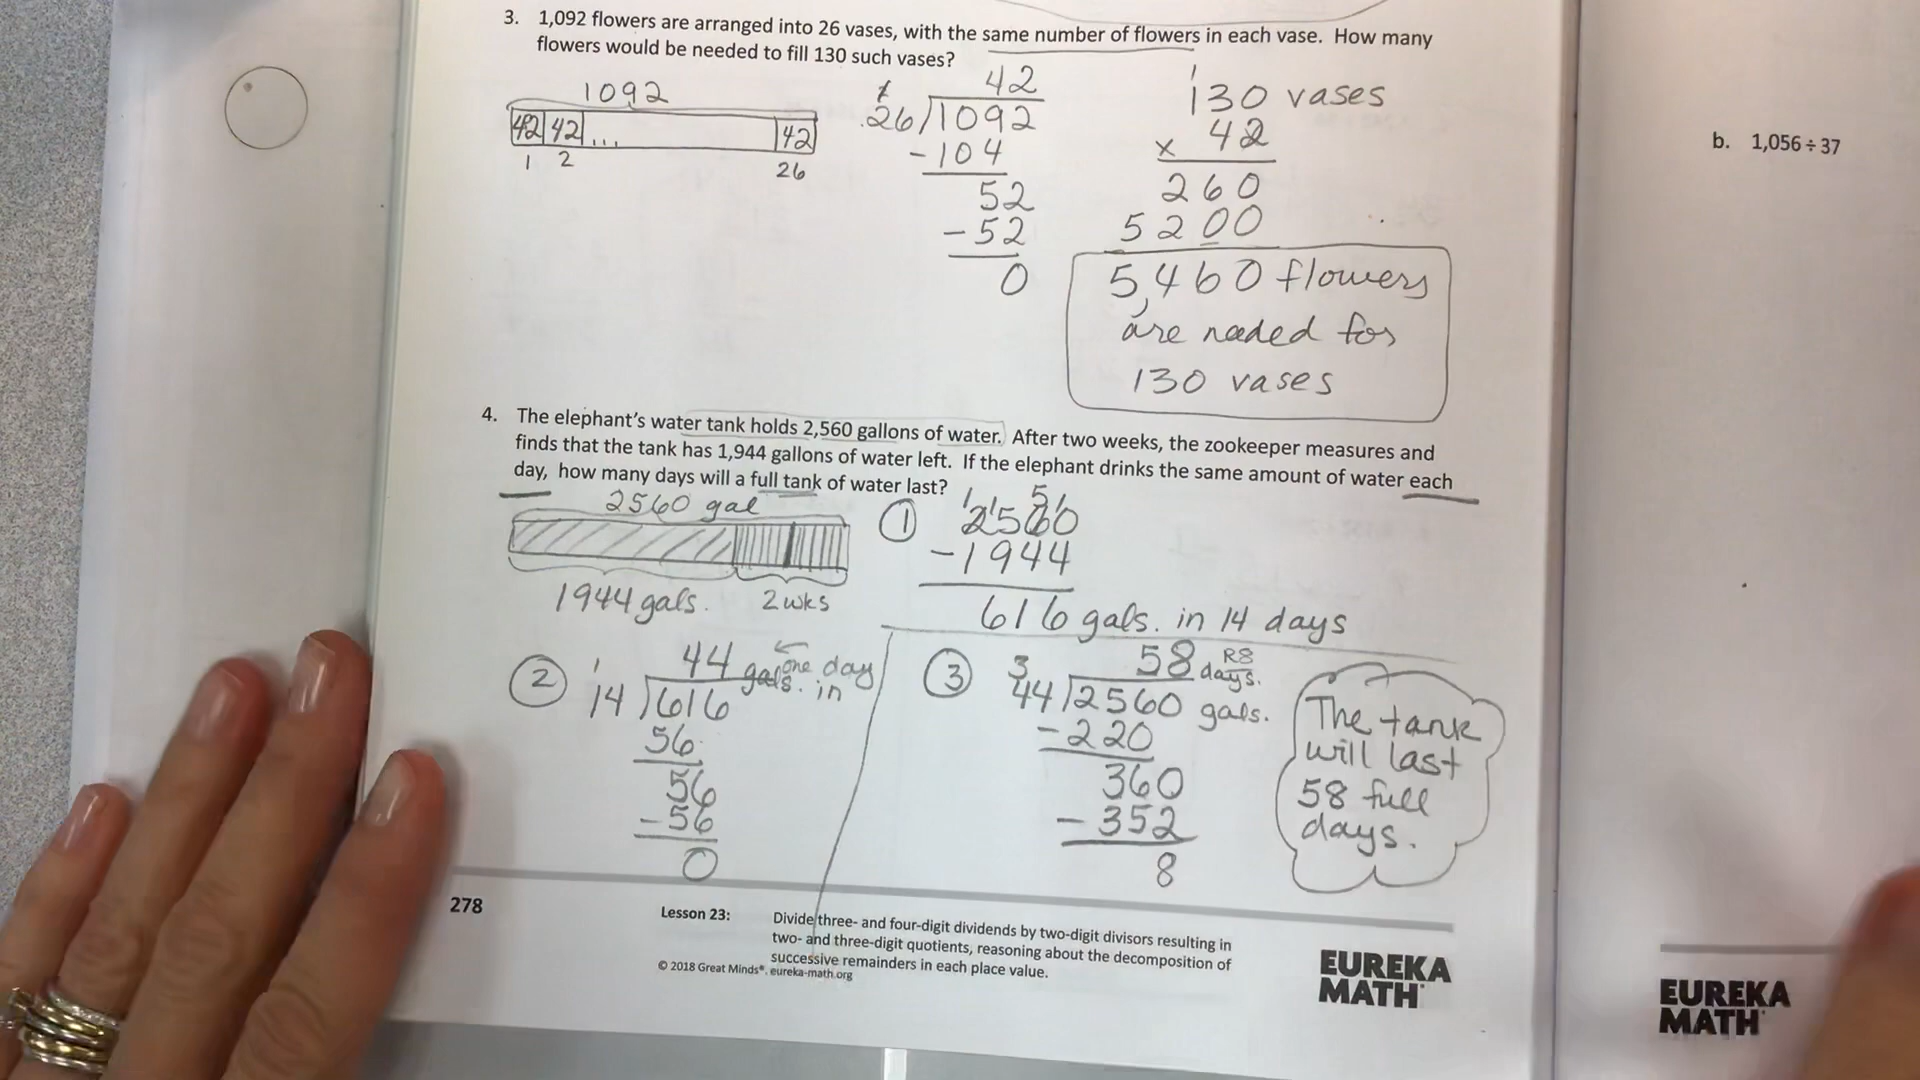 3. 1,092 flowers are arranged into 26 vases, with the same number of flowers in each vase. How many
flowers would be needed to fill 130 such vases?
1092
42 42 ... 42
1 2 26
42
26 1092
-104
52
-52
0
130 vases
x 42
260
5200
5,460 flowers
are needed for
130 vases
4. The elephant's water tank holds 2,560 gallons of water. After two weeks, the zookeeper measures and
finds that the tank has 1,944 gallons of water left. If the elephant drinks the same amount of water each
day, how many days will a full tank of water last?
2560 gal
1944 gals. 2 wks
1 2560
-1944
616 gals. in 14 days
2
44 gals. in one day
14 616
56
56
-56
0
3
58 R8 days.
44 2560 gals.
-220
360
-352
8
The tank
will last
58 full
days.
278
Lesson 23: Divide three- and four-digit dividends by two-digit divisors resulting in
two- and three-digit quotients, reasoning about the decomposition of
successive remainders in each place value.
© 2018 Great Minds®. eureka-math.org
EUREKA
MATH
b. 1,056 ÷ 37
EUREKA
MATH